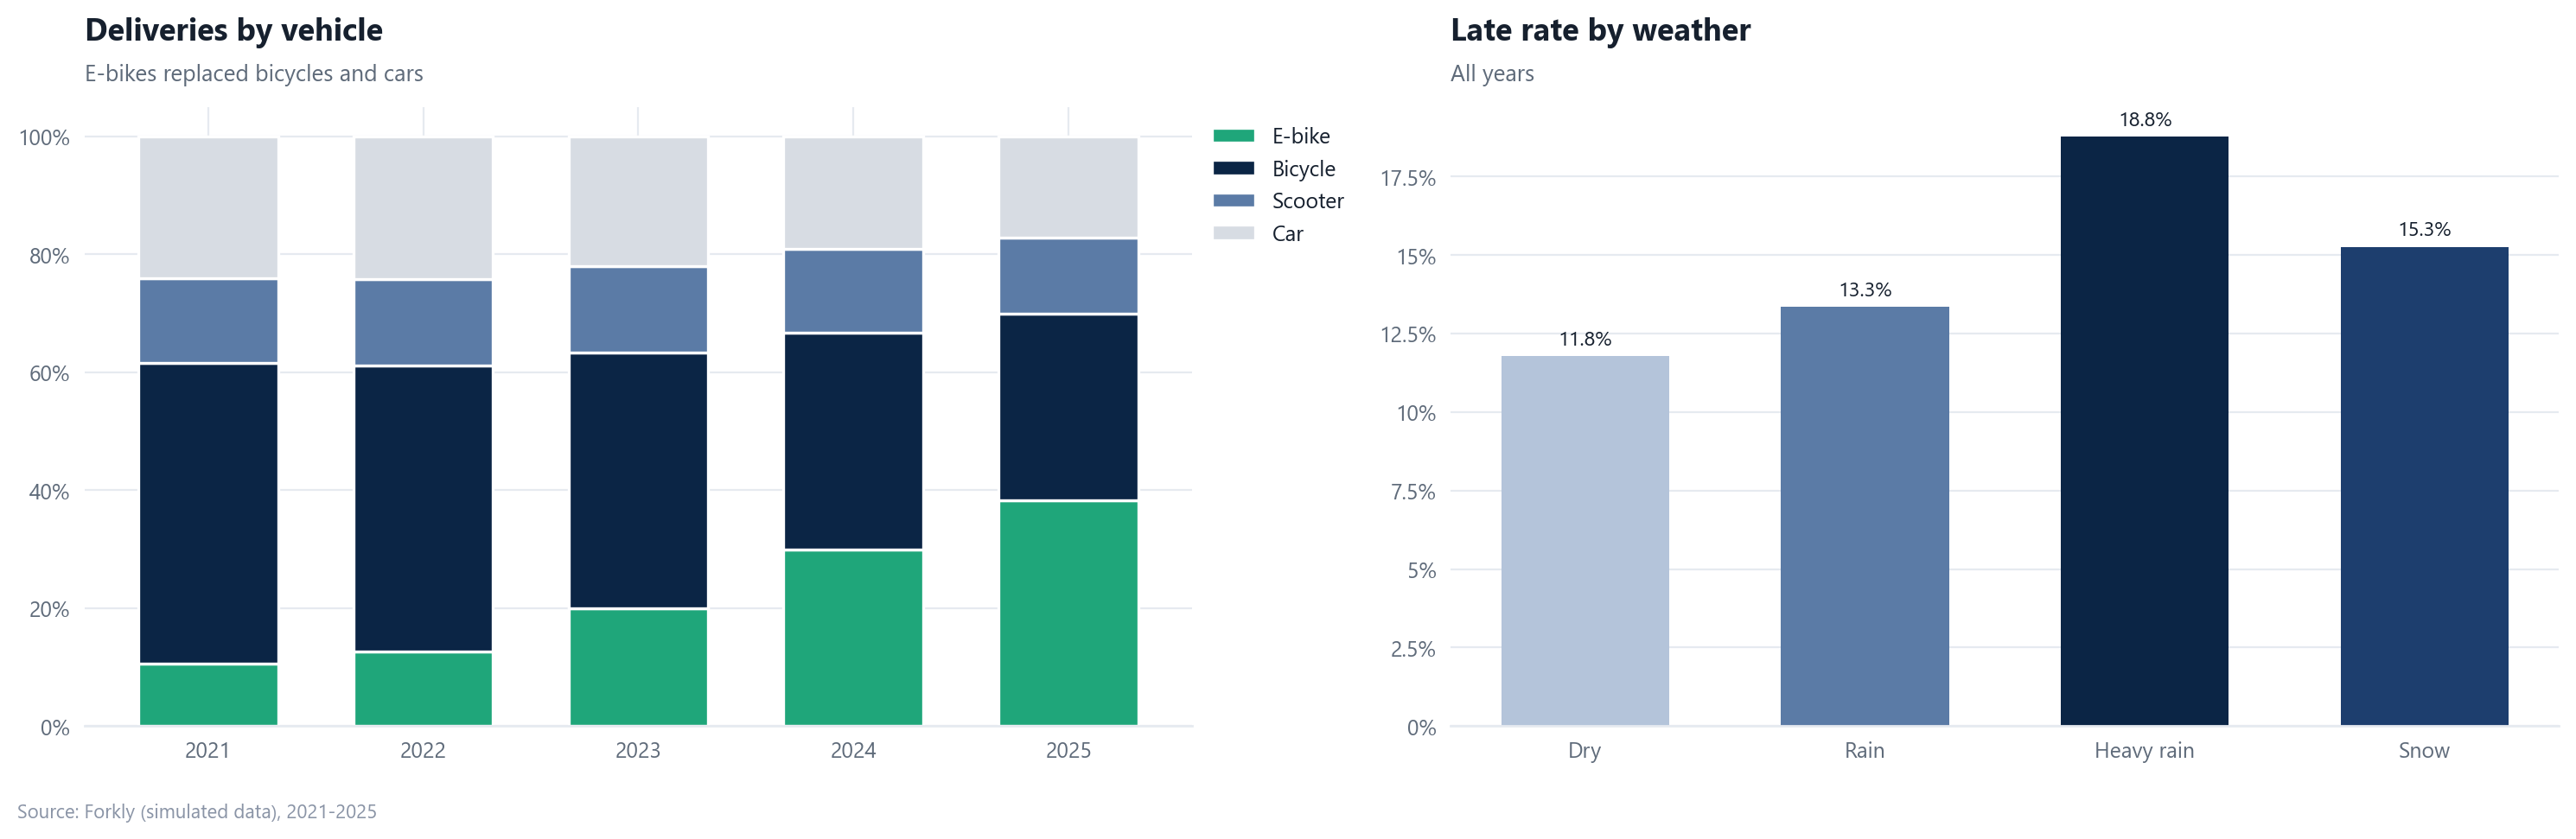 Deliveries by vehicle
E-bikes replaced bicycles and cars
100%
80%
60%
40%
20%
0%
2021
2022
2023
2024
2025
E-bike
Bicycle
Scooter
Car
Late rate by weather
All years
17.5%
15%
12.5%
10%
7.5%
5%
2.5%
0%
11.8%
13.3%
18.8%
15.3%
Dry
Rain
Heavy rain
Snow
Source: Forkly (simulated data), 2021-2025